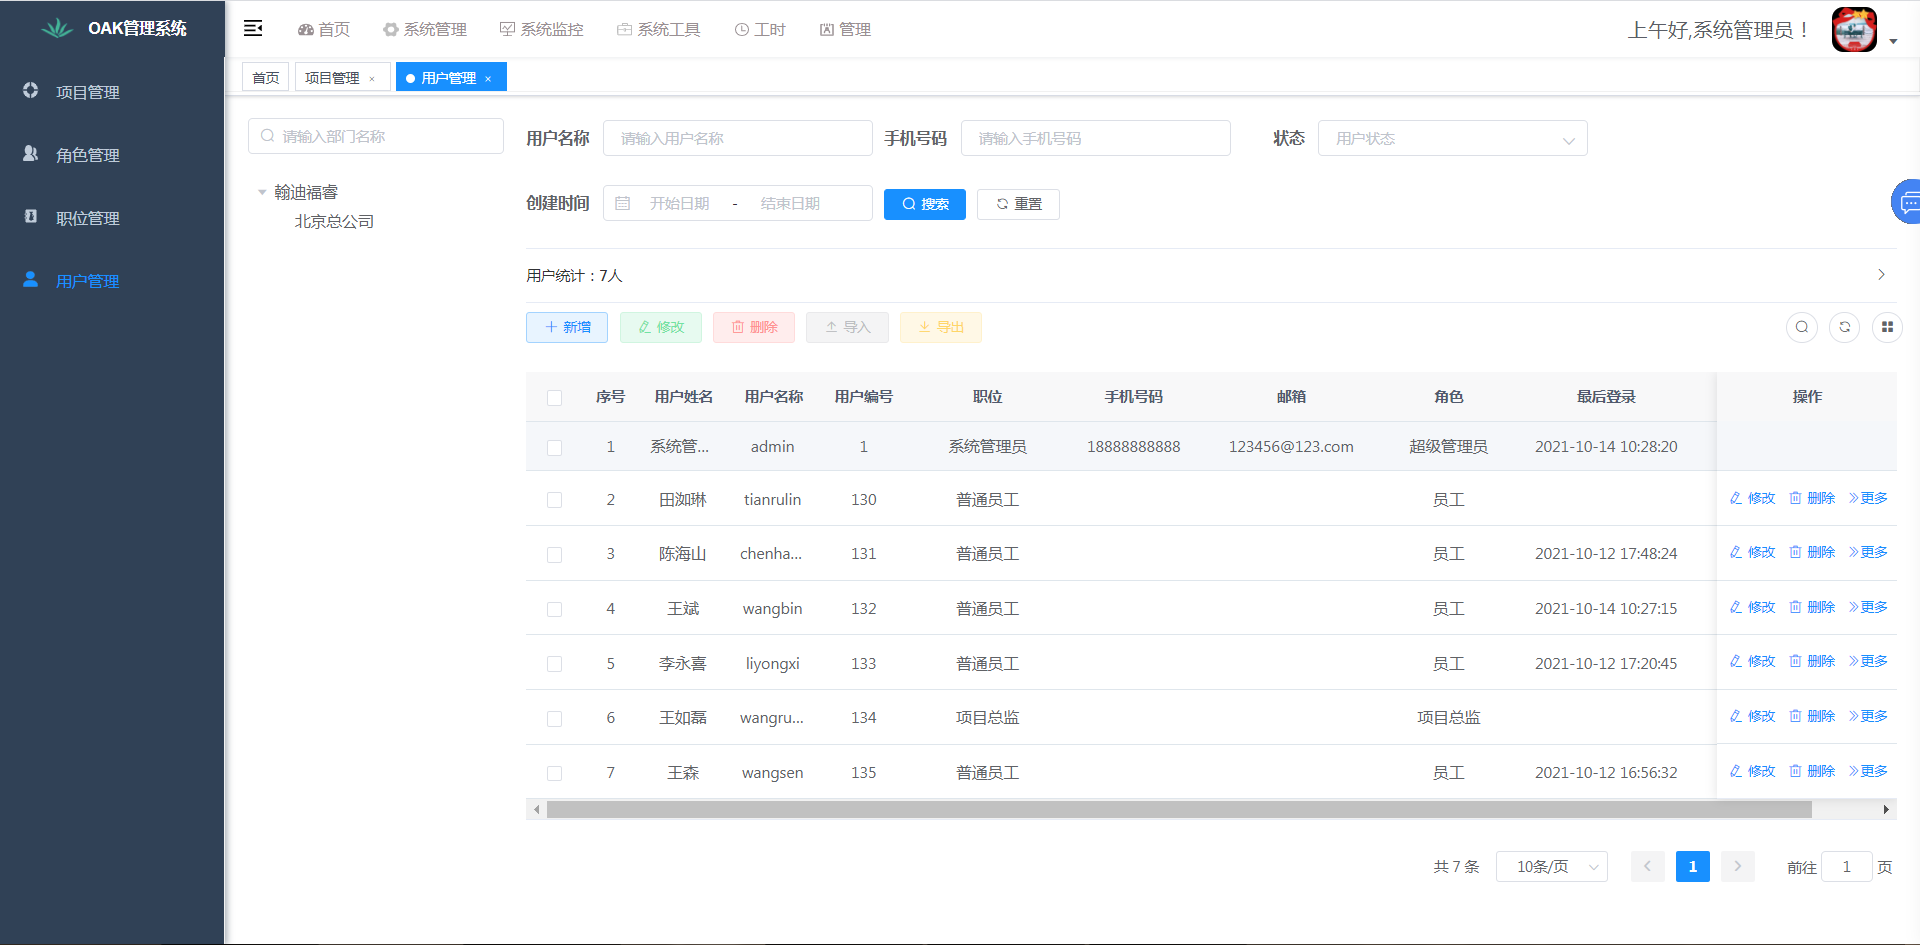 OAK管理系统
首页 系统管理 系统监控 系统工具 工时 管理
上午好,系统管理员！
首页 项目管理 × 用户管理 ×
项目管理
角色管理
职位管理
用户管理
请输入部门名称
翰迪福睿
北京总公司
用户名称 请输入用户名称 手机号码 请输入手机号码 状态 用户状态
创建时间 开始日期 - 结束日期 搜索 重置
用户统计：7人
新增 修改 删除 导入 导出
序号 用户姓名 用户名称 用户编号 职位 手机号码 邮箱 角色 最后登录 操作
1 系统管... admin 1 系统管理员 18888888888 123456@123.com 超级管理员 2021-10-14 10:28:20
2 田洳琳 tianrulin 130 普通员工 员工 修改 删除 更多
3 陈海山 chenha... 131 普通员工 员工 2021-10-12 17:48:24 修改 删除 更多
4 王斌 wangbin 132 普通员工 员工 2021-10-14 10:27:15 修改 删除 更多
5 李永喜 liyongxi 133 普通员工 员工 2021-10-12 17:20:45 修改 删除 更多
6 王如磊 wangru... 134 项目总监 项目总监 修改 删除 更多
7 王森 wangsen 135 普通员工 员工 2021-10-12 16:56:32 修改 删除 更多
共 7 条 10条/页 1 前往 1 页